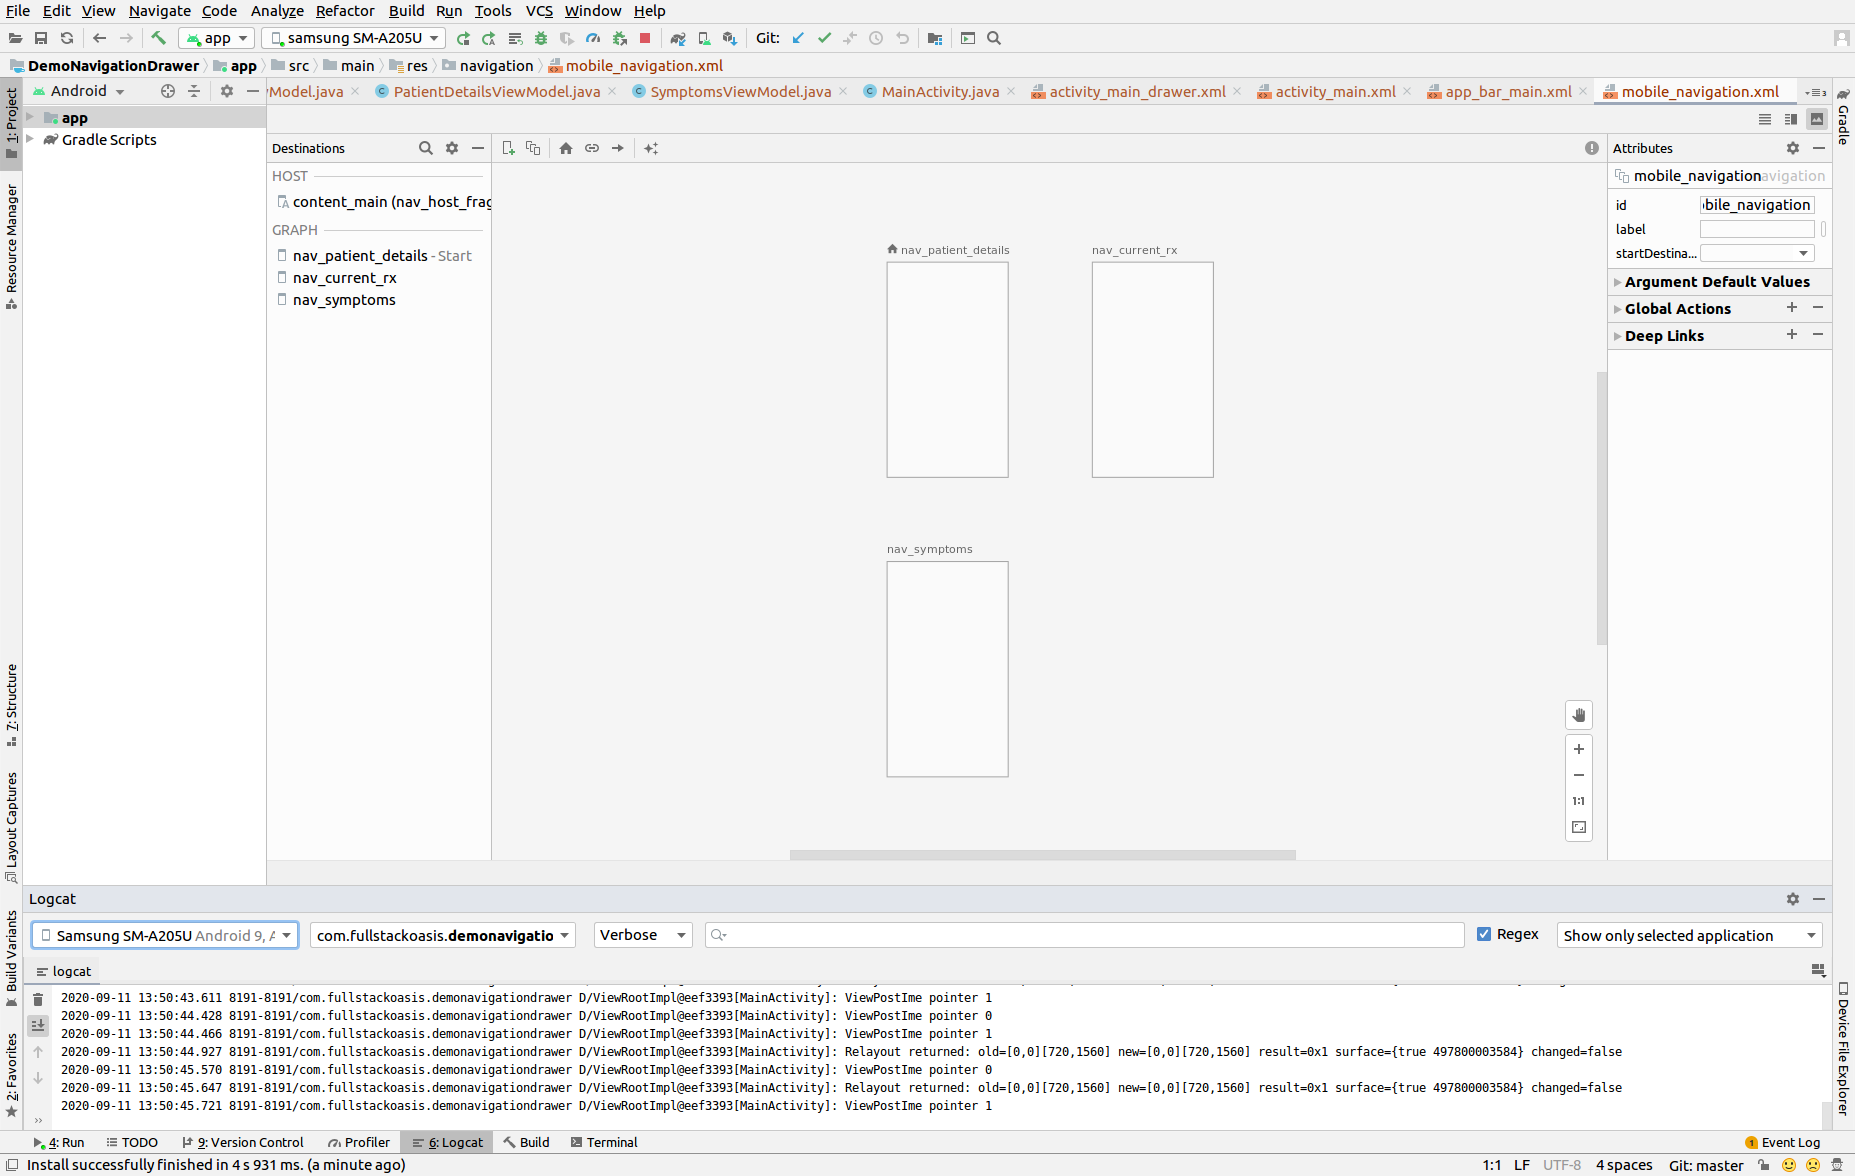 File Edit View Navigate Code Analyze Refactor Build Run Tools VCS Window Help
app samsung SM-A205U Git:
DemoNavigationDrawer app src main res navigation mobile_navigation.xml
Android Model.java PatientDetailsViewModel.java SymptomsViewModel.java MainActivity.java activity_main_drawer.xml activity_main.xml app_bar_main.xml mobile_navigation.xml
1: Project
Resource Manager
7: Structure
Layout Captures
Build Variants
2: Favorites
app
Gradle Scripts
Destinations
HOST
content_main (nav_host_frag
GRAPH
nav_patient_details - Start
nav_current_rx
nav_symptoms
nav_patient_details
nav_current_rx
nav_symptoms
1:1
Attributes
mobile_navigation avigation
id bile_navigation
label
startDestina...
Argument Default Values
Global Actions
Deep Links
Gradle
Device File Explorer
Logcat
Samsung SM-A205U Android 9, A com.fullstackoasis.demonavigatio Verbose Regex Show only selected application
logcat
2020-09-11 13:50:43.611 8191-8191/com.fullstackoasis.demonavigationdrawer D/ViewRootImpl@eef3393[MainActivity]: ViewPostIme pointer 1
2020-09-11 13:50:44.428 8191-8191/com.fullstackoasis.demonavigationdrawer D/ViewRootImpl@eef3393[MainActivity]: ViewPostIme pointer 0
2020-09-11 13:50:44.466 8191-8191/com.fullstackoasis.demonavigationdrawer D/ViewRootImpl@eef3393[MainActivity]: ViewPostIme pointer 1
2020-09-11 13:50:44.927 8191-8191/com.fullstackoasis.demonavigationdrawer D/ViewRootImpl@eef3393[MainActivity]: Relayout returned: old=[0,0][720,1560] new=[0,0][720,1560] result=0x1 surface={true 497800003584} changed=false
2020-09-11 13:50:45.570 8191-8191/com.fullstackoasis.demonavigationdrawer D/ViewRootImpl@eef3393[MainActivity]: ViewPostIme pointer 0
2020-09-11 13:50:45.647 8191-8191/com.fullstackoasis.demonavigationdrawer D/ViewRootImpl@eef3393[MainActivity]: Relayout returned: old=[0,0][720,1560] new=[0,0][720,1560] result=0x1 surface={true 497800003584} changed=false
2020-09-11 13:50:45.721 8191-8191/com.fullstackoasis.demonavigationdrawer D/ViewRootImpl@eef3393[MainActivity]: ViewPostIme pointer 1
4: Run TODO 9: Version Control Profiler 6: Logcat Build Terminal 1 Event Log
Install successfully finished in 4 s 931 ms. (a minute ago) 1:1 LF UTF-8 4 spaces Git: master